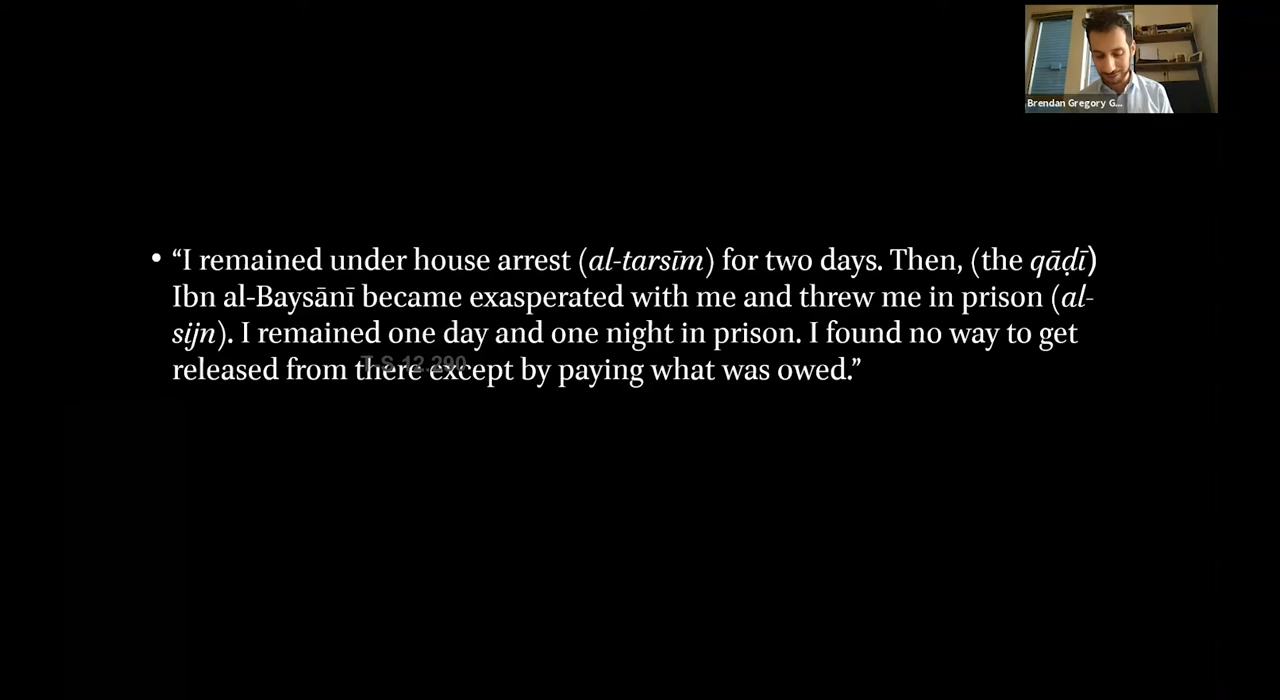 Brendan Gregory G...
• “I remained under house arrest (al-tarsīm) for two days. Then, (the qāḍī)
Ibn al-Baysānī became exasperated with me and threw me in prison (al-
sijn). I remained one day and one night in prison. I found no way to get
released from there except by paying what was owed.”
T-S 12.290